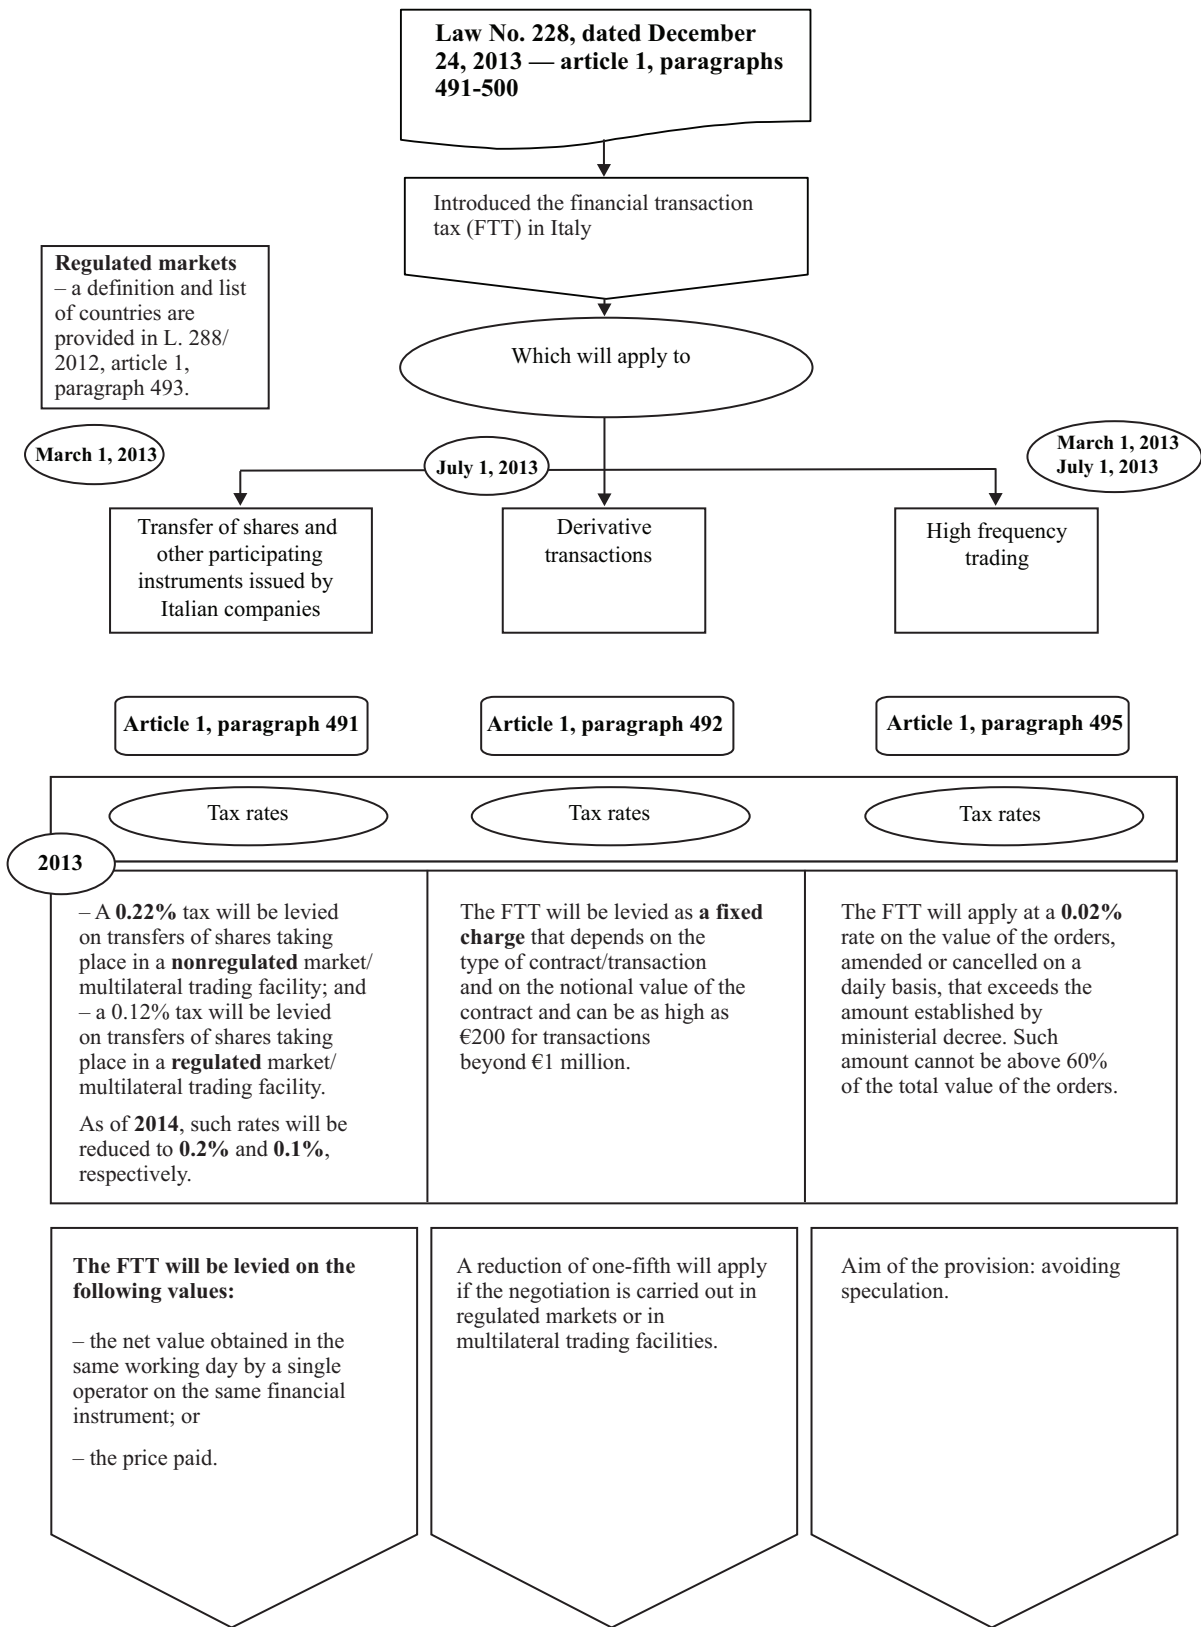 Law No. 228, dated December
24, 2013 — article 1, paragraphs
491-500
Introduced the financial transaction
tax (FTT) in Italy
Regulated markets
– a definition and list
of countries are
provided in L. 288/
2012, article 1,
paragraph 493.
Which will apply to
March 1, 2013
July 1, 2013
March 1, 2013
July 1, 2013
Transfer of shares and
other participating
instruments issued by
Italian companies
Derivative
transactions
High frequency
trading
Article 1, paragraph 491
Article 1, paragraph 492
Article 1, paragraph 495
Tax rates
Tax rates
Tax rates
2013
– A 0.22% tax will be levied
on transfers of shares taking
place in a nonregulated market/
multilateral trading facility; and
– a 0.12% tax will be levied
on transfers of shares taking
place in a regulated market/
multilateral trading facility.
As of 2014, such rates will be
reduced to 0.2% and 0.1%,
respectively.
The FTT will be levied as a fixed
charge that depends on the
type of contract/transaction
and on the notional value of the
contract and can be as high as
€200 for transactions
beyond €1 million.
The FTT will apply at a 0.02%
rate on the value of the orders,
amended or cancelled on a
daily basis, that exceeds the
amount established by
ministerial decree. Such
amount cannot be above 60%
of the total value of the orders.
The FTT will be levied on the
following values:
– the net value obtained in the
same working day by a single
operator on the same financial
instrument; or
– the price paid.
A reduction of one-fifth will apply
if the negotiation is carried out in
regulated markets or in
multilateral trading facilities.
Aim of the provision: avoiding
speculation.